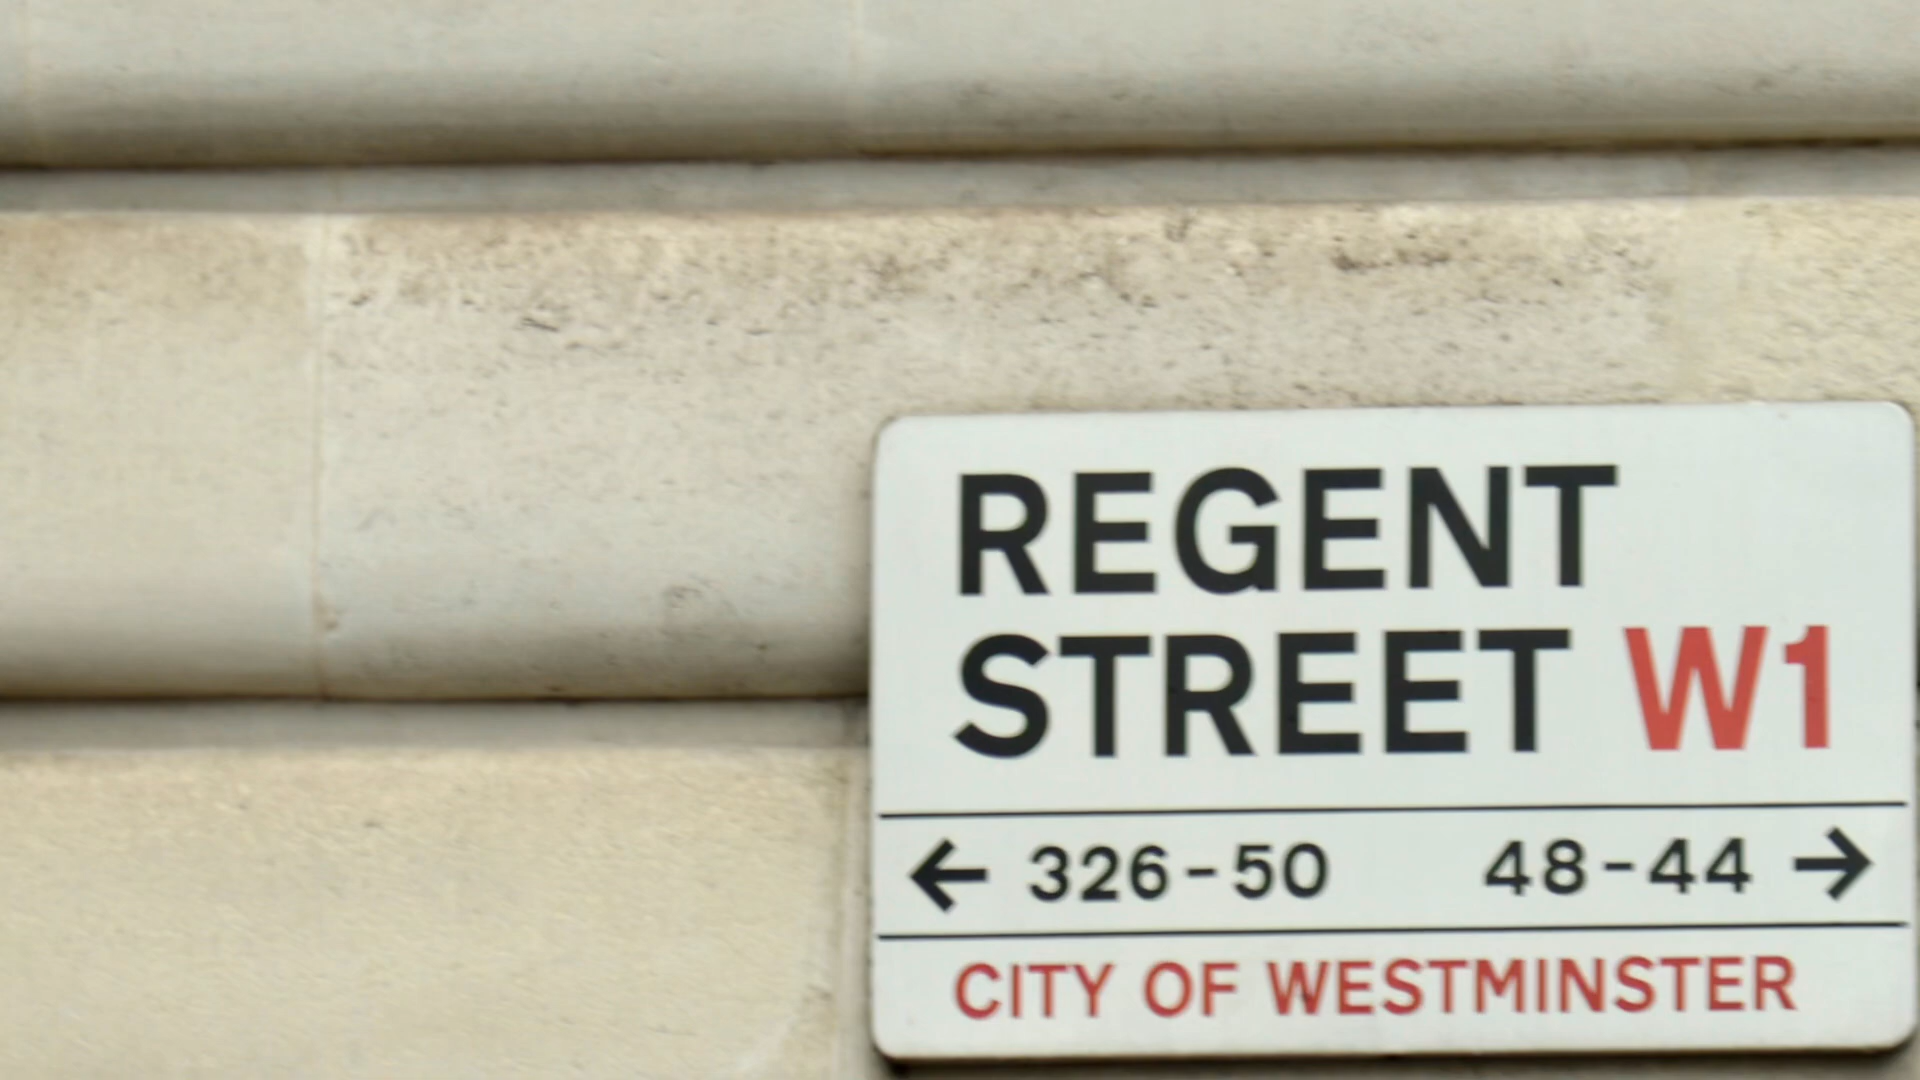 REGENT
STREET W1
← 326-50 48-44 →
CITY OF WESTMINSTER